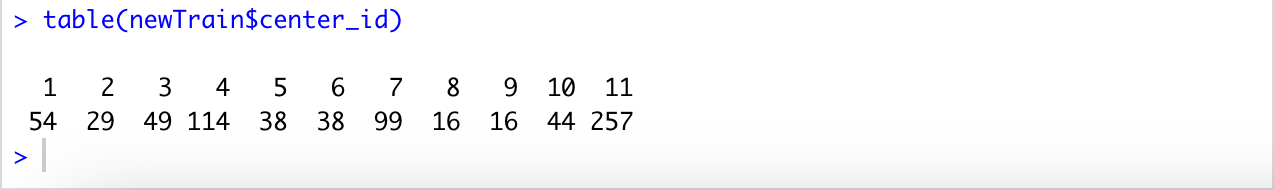 > table(newTrain$center_id)
1 2 3 4 5 6 7 8 9 10 11
54 29 49 114 38 38 99 16 16 44 257
>